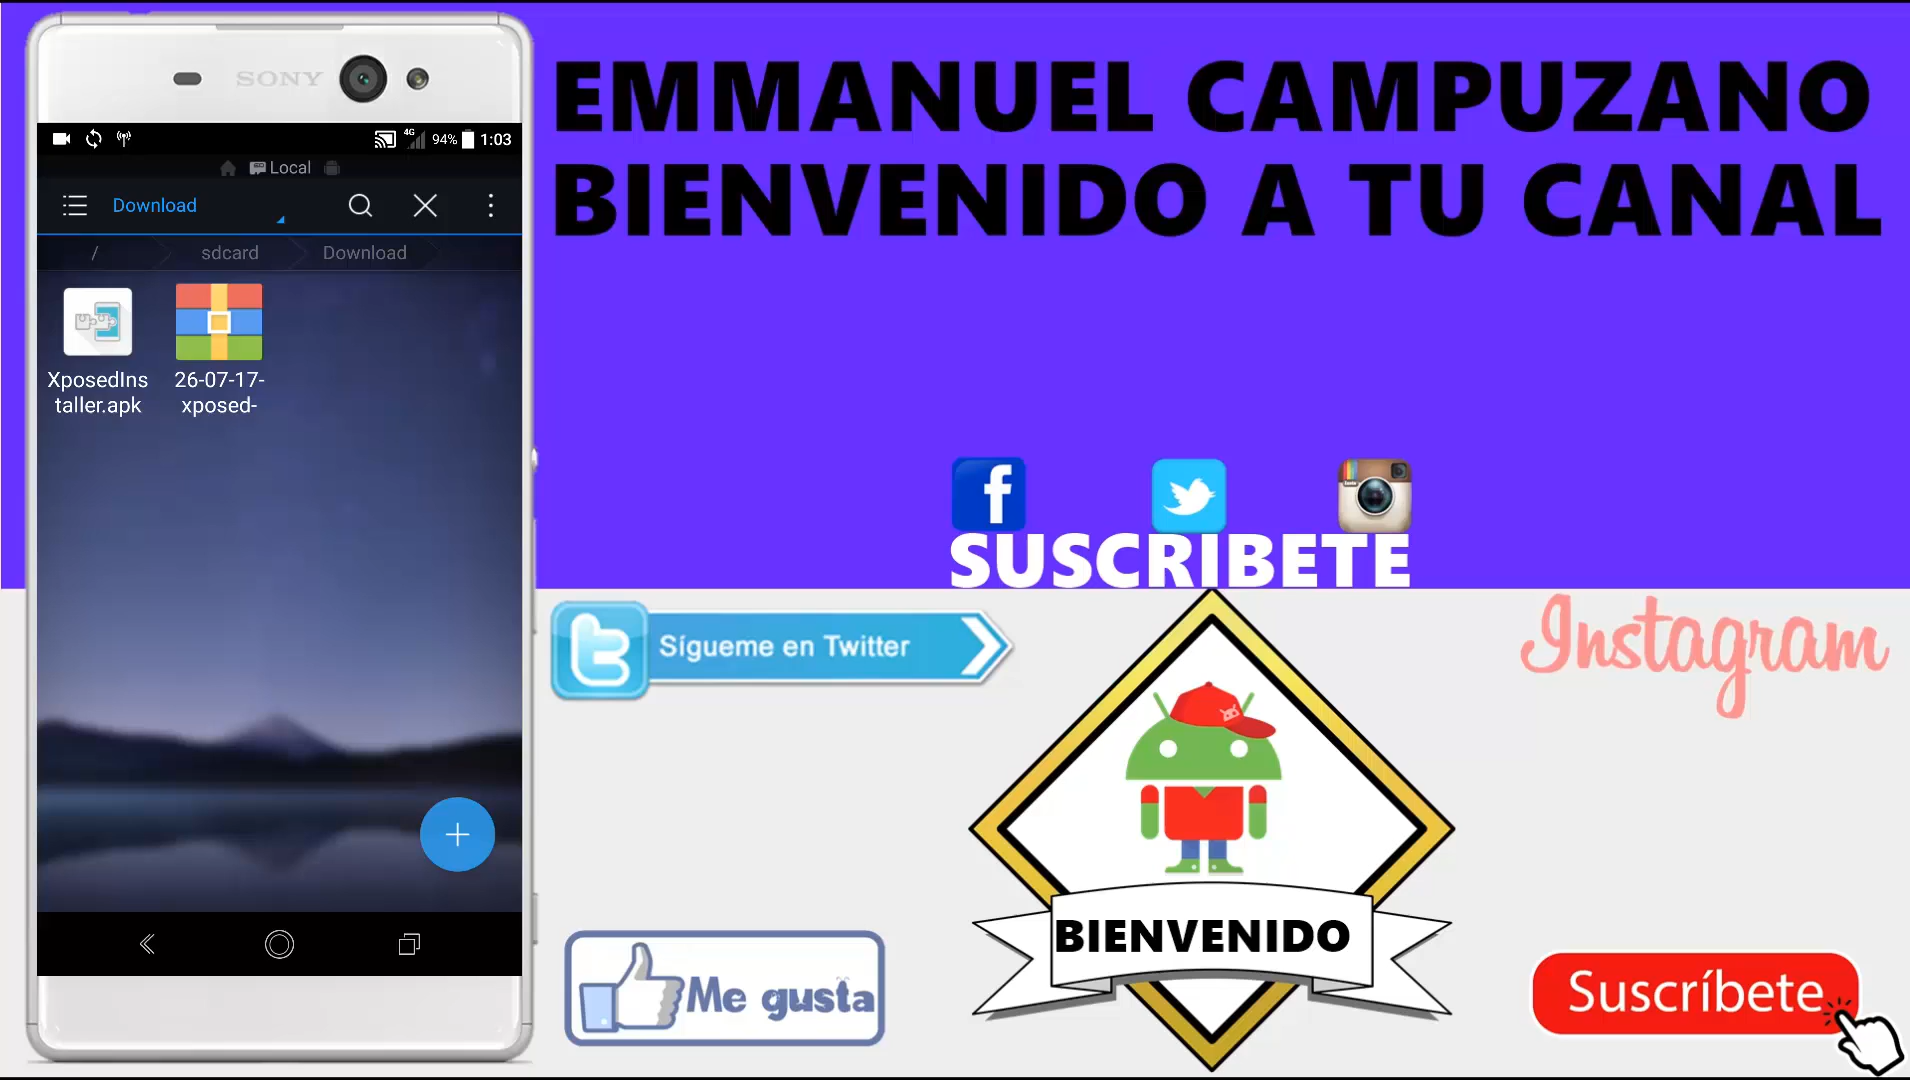 SONY
4G 94% 1:03
Local
Download
/ sdcard Download
XposedIns
taller.apk
26-07-17-
xposed-
EMMANUEL CAMPUZANO
BIENVENIDO A TU CANAL
SUSCRIBETE
Sígueme en Twitter
Instagram
BIENVENIDO
Me gusta
Suscríbete